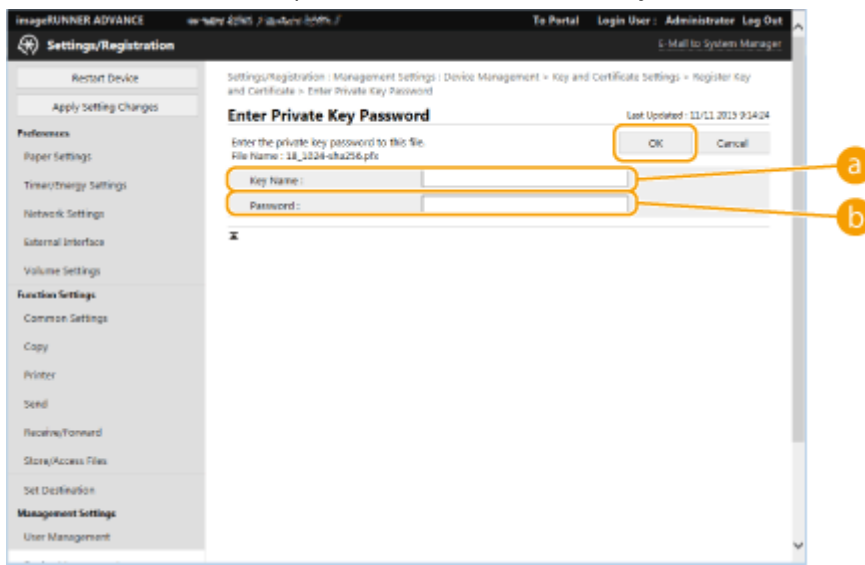 imageRUNNER ADVANCE
To Portal Login User : Administrator Log Out
Settings/Registration
E-Mail to System Manager
Restart Device
Apply Setting Changes
Preferences
Paper Settings
Timer/Energy Settings
Network Settings
External Interface
Volume Settings
Function Settings
Common Settings
Copy
Printer
Send
Receive/Forward
Store/Access Files
Set Destination
Management Settings
User Management
Settings/Registration : Management Settings : Device Management > Key and Certificate Settings > Register Key
and Certificate > Enter Private Key Password
Enter Private Key Password
Last Updated : 11/11 2015 9:14:24
Enter the private key password to this file.
File Name : 18_1024-sha256.pfx
OK
Cancel
Key Name :
Password :
a
b